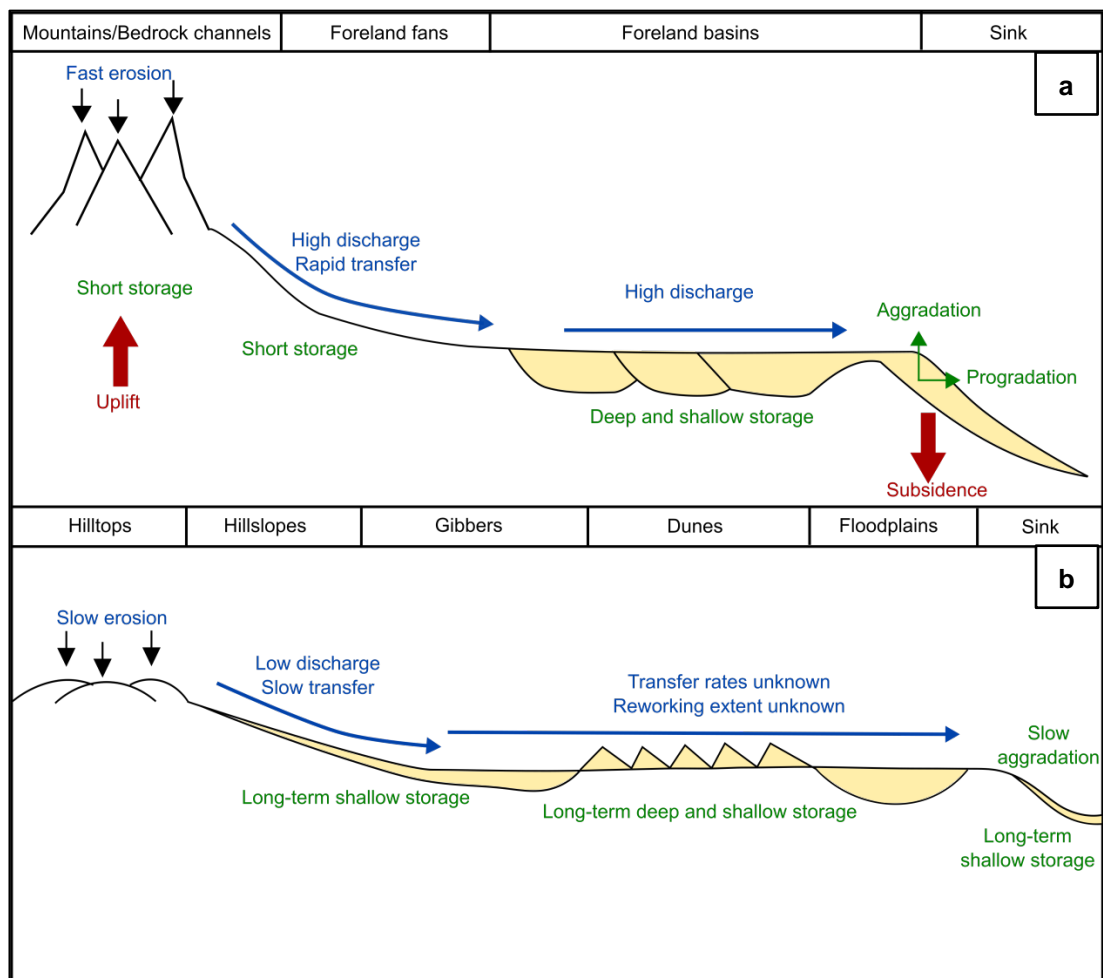 Mountains/Bedrock channels
Foreland fans
Foreland basins
Sink
a
Fast erosion
High discharge
Rapid transfer
High discharge
Aggradation
Progradation
Short storage
Short storage
Uplift
Deep and shallow storage
Subsidence
Hilltops
Hillslopes
Gibbers
Dunes
Floodplains
Sink
b
Slow erosion
Low discharge
Slow transfer
Transfer rates unknown
Reworking extent unknown
Slow
aggradation
Long-term shallow storage
Long-term deep and shallow storage
Long-term
shallow storage